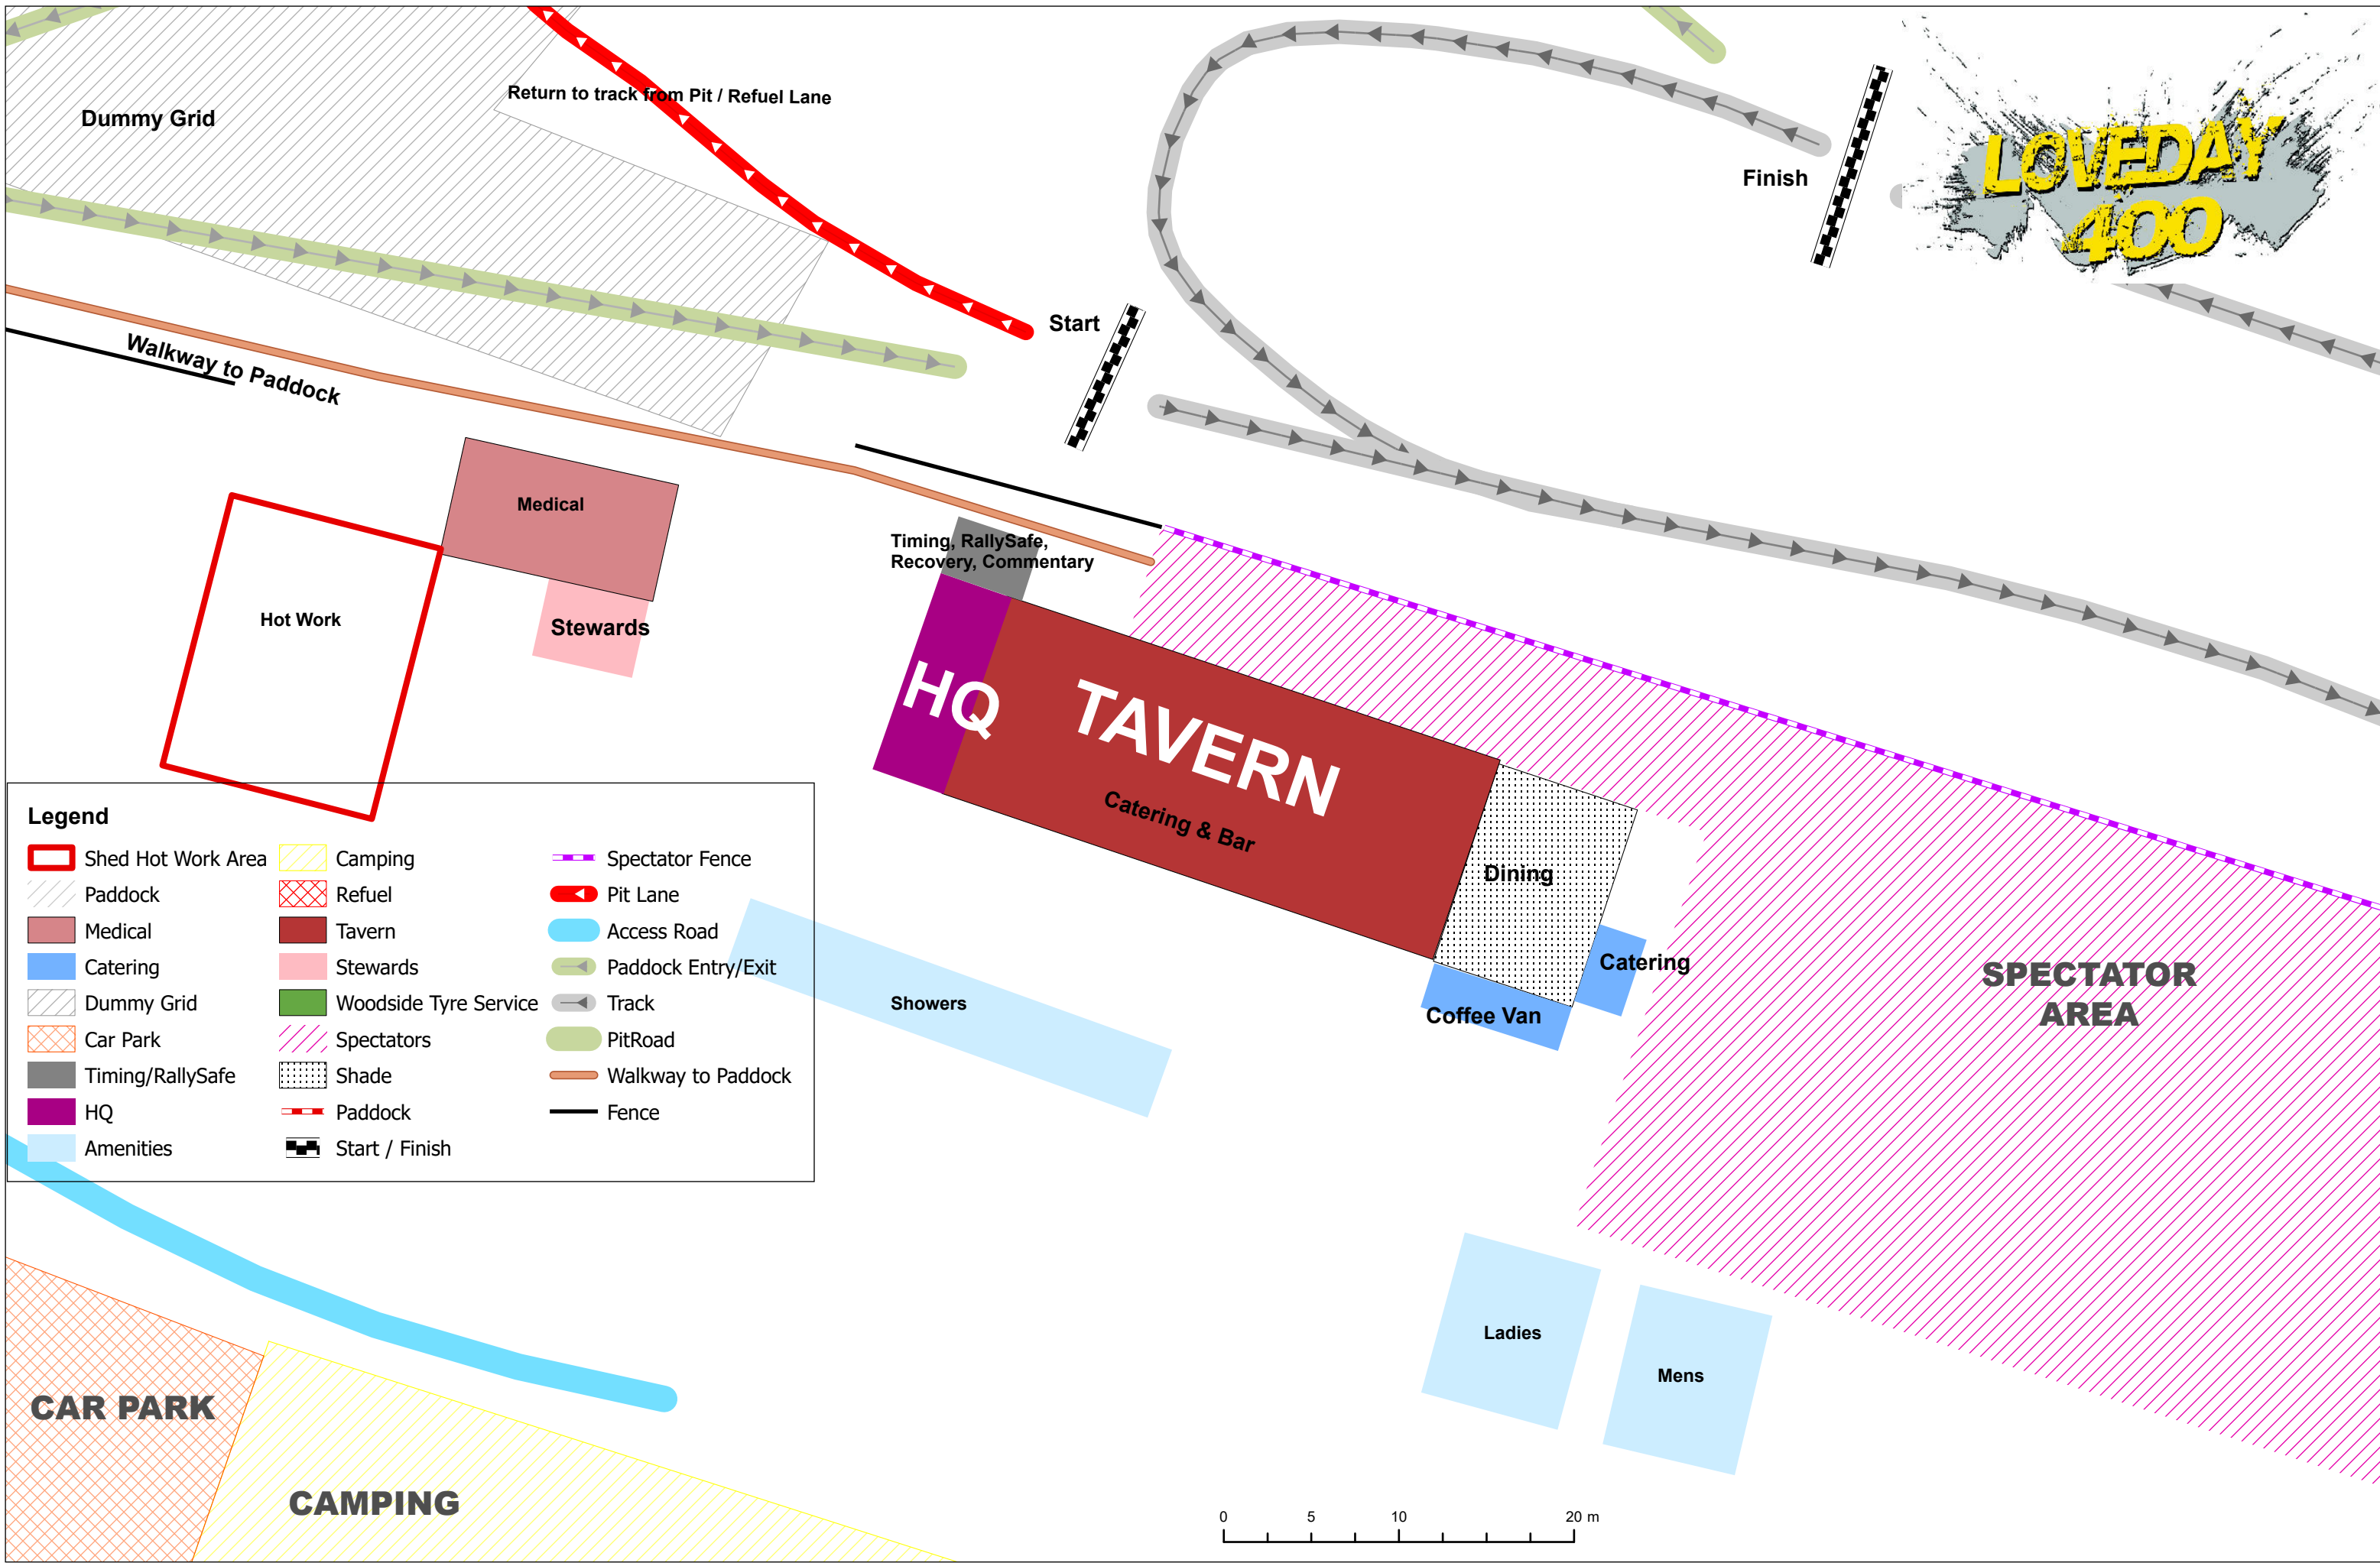 Dummy Grid
Return to track from Pit / Refuel Lane
Finish
LOVEDAY
400
Start
Walkway to Paddock
Medical
Timing, RallySafe,
Recovery, Commentary
Hot Work
Stewards
HQ
TAVERN
Catering & Bar
Dining
Catering
Coffee Van
Showers
SPECTATOR
AREA
Legend
Shed Hot Work Area
Paddock
Medical
Catering
Dummy Grid
Car Park
Timing/RallySafe
HQ
Amenities
Camping
Refuel
Tavern
Stewards
Woodside Tyre Service
Spectators
Shade
Paddock
Start / Finish
Spectator Fence
Pit Lane
Access Road
Paddock Entry/Exit
Track
PitRoad
Walkway to Paddock
Fence
Ladies
Mens
CAR PARK
CAMPING
0 5 10 20 m